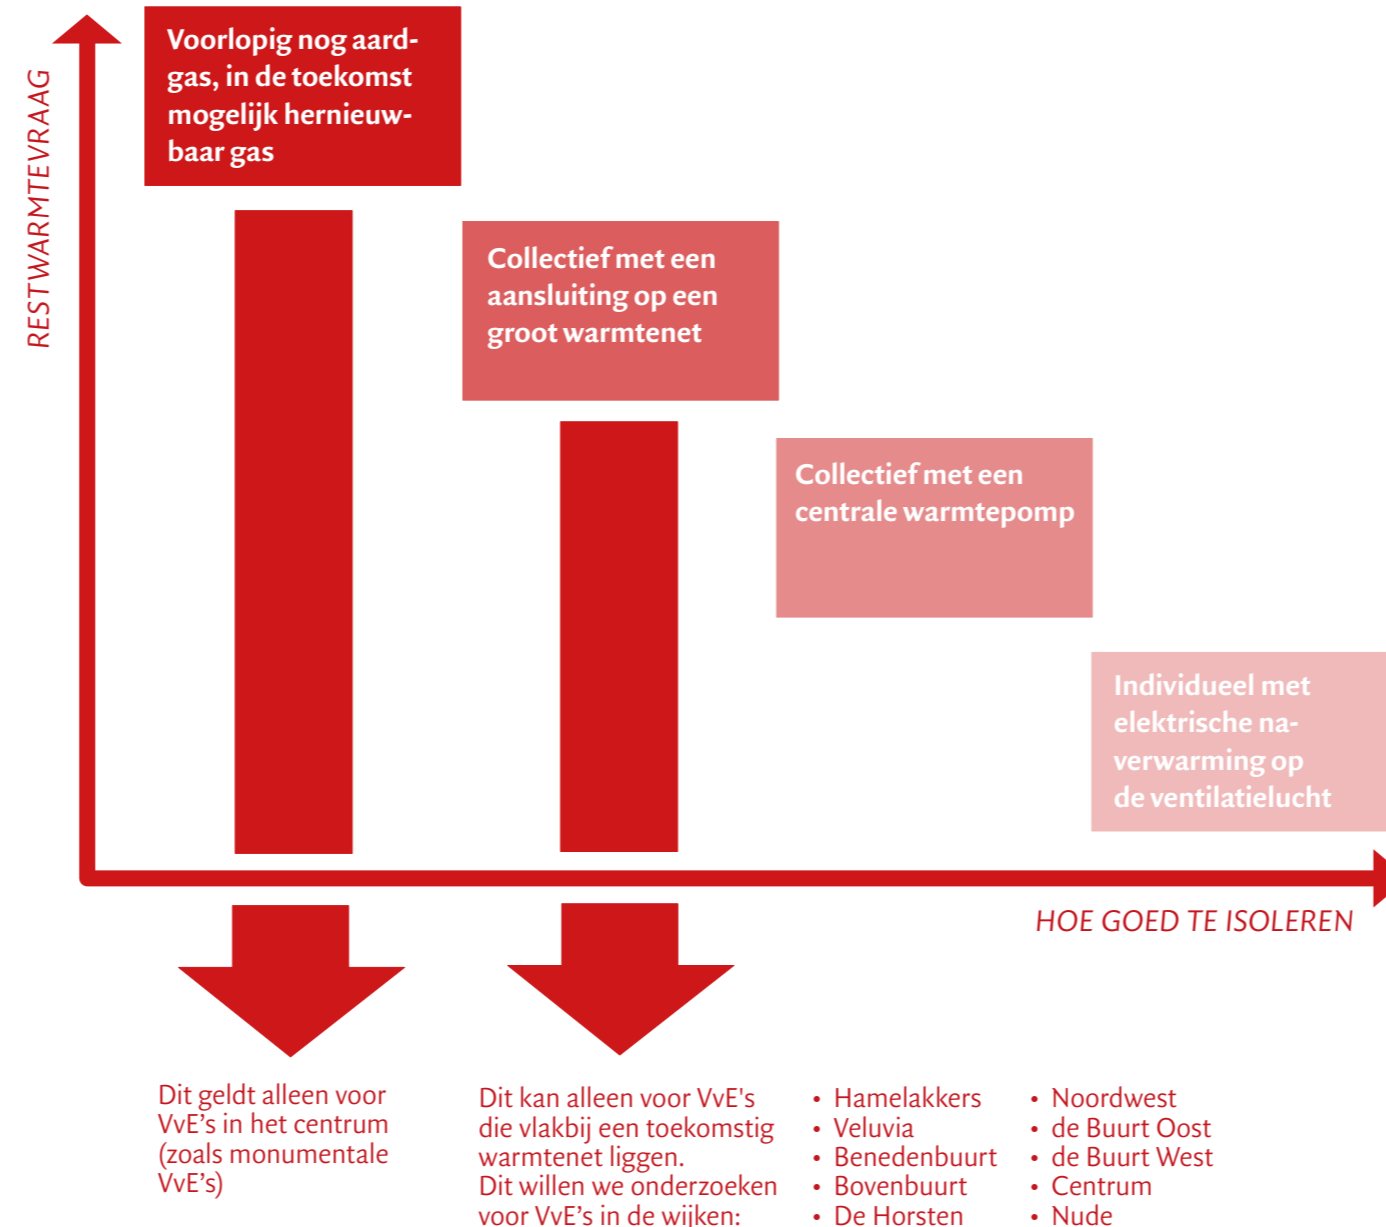 RESTWARMTEVRAAG
Voorlopig nog aard-
gas, in de toekomst
mogelijk hernieuw-
baar gas
Collectief met een
aansluiting op een
groot warmtenet
Collectief met een
centrale warmtepomp
Individueel met
elektrische na-
verwarming op
de ventilatielucht
HOE GOED TE ISOLEREN
Dit geldt alleen voor
VvE’s in het centrum
(zoals monumentale
VvE’s)
Dit kan alleen voor VvE's
die vlakbij een toekomstig
warmtenet liggen.
Dit willen we onderzoeken
voor VvE’s in de wijken:
• Hamelakkers
• Veluvia
• Benedenbuurt
• Bovenbuurt
• De Horsten
• Noordwest
• de Buurt Oost
• de Buurt West
• Centrum
• Nude